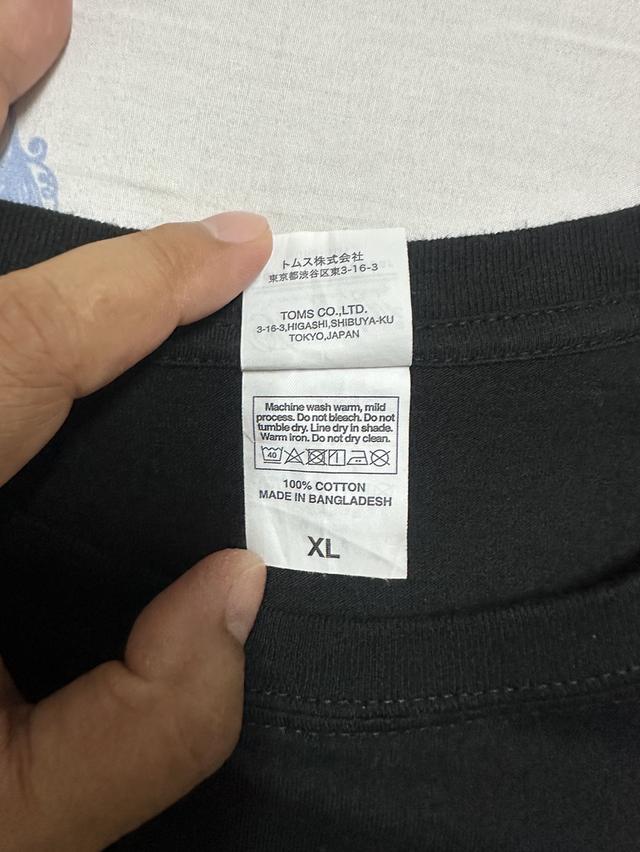 トムス株式会社
東京都渋谷区東3-16-3
TOMS CO.,LTD.
3-16-3,HIGASHI,SHIBUYA-KU
TOKYO,JAPAN
Machine wash warm, mild
process. Do not bleach. Do not
tumble dry. Line dry in shade.
Warm iron. Do not dry clean.
40
100% COTTON
MADE IN BANGLADESH
XL